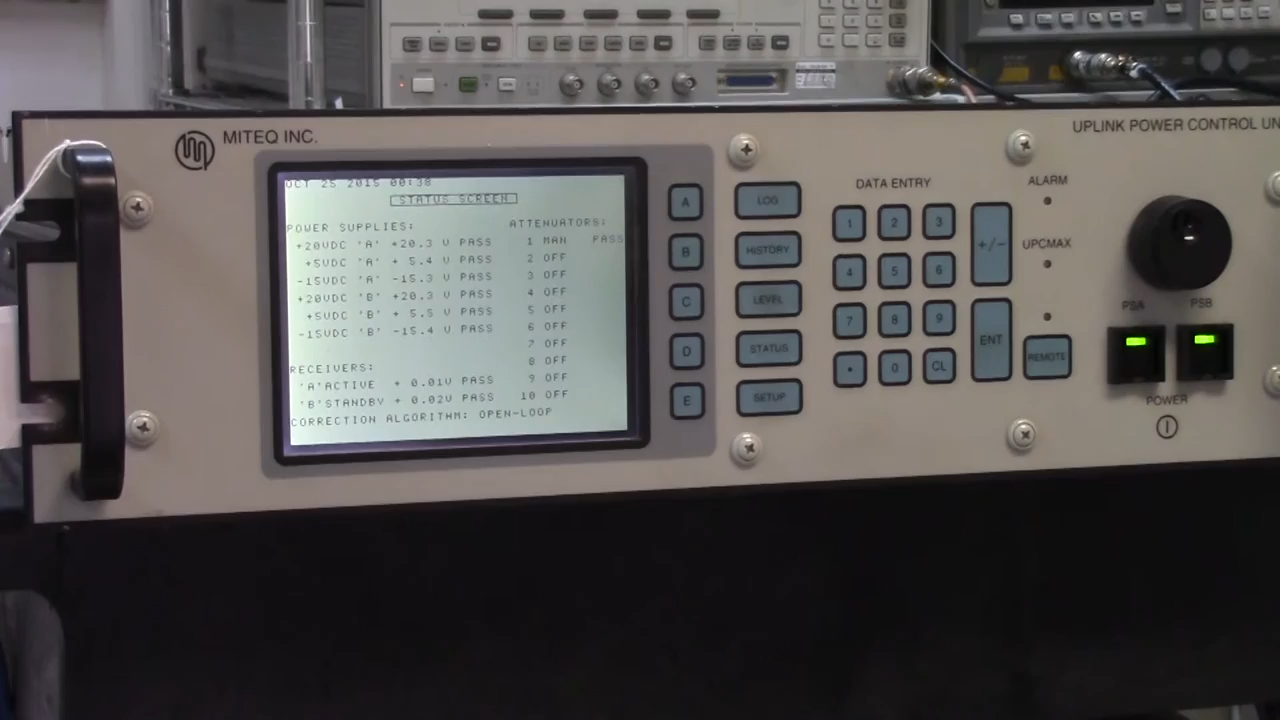 MITEQ INC.
UPLINK POWER CONTROL UN
OCT 25 2015 00:38
STATUS SCREEN
POWER SUPPLIES:
+20VDC 'A' +20.3 V PASS
+5VDC 'A' + 5.4 V PASS
-15VDC 'A' -15.3 V PASS
+20VDC 'B' +20.3 V PASS
+5VDC 'B' + 5.5 V PASS
-15VDC 'B' -15.4 V PASS
RECEIVERS:
'A'ACTIVE + 0.01V PASS
'B'STANDBY + 0.02V PASS
CORRECTION ALGORITHM: OPEN-LOOP
ATTENUATORS:
1 MAN PASS
2 OFF
3 OFF
4 OFF
5 OFF
6 OFF
7 OFF
8 OFF
9 OFF
10 OFF
A
B
C
D
E
LOG
HISTORY
LEVEL
STATUS
SETUP
DATA ENTRY
1 2 3
4 5 6
7 8 9
• 0 CL
+/-
ENT
ALARM
UPCMAX
REMOTE
PSA PSB
POWER